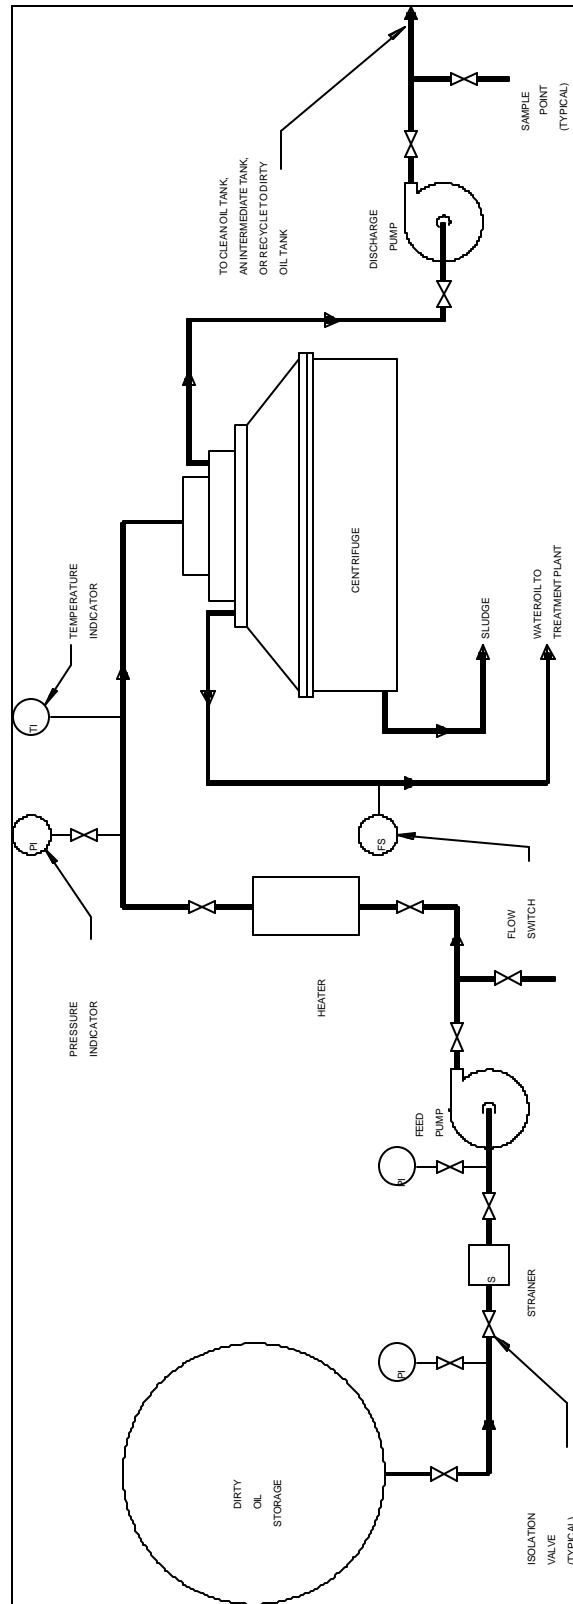 TO CLEAN OIL TANK,
AN INTERMEDIATE TANK,
OR RECYCLE TO DIRTY
OIL TANK
SAMPLE
POINT
(TYPICAL)
DISCHARGE
PUMP
TEMPERATURE
INDICATOR
TI
CENTRIFUGE
SLUDGE
WATER/OIL TO
TREATMENT PLANT
PI
FS
PRESSURE
INDICATOR
HEATER
FLOW
SWITCH
FEED
PUMP
PI
S
STRAINER
PI
DIRTY
OIL
STORAGE
ISOLATION
VALVE
(TYPICAL)